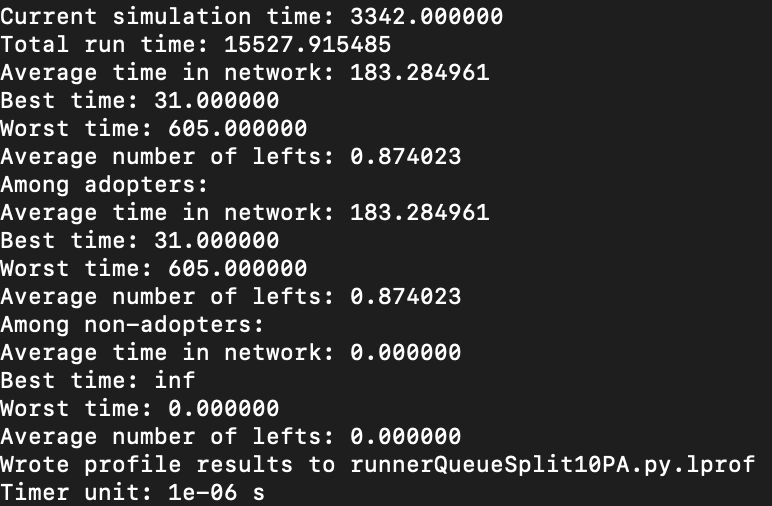 Current simulation time: 3342.000000
Total run time: 15527.915485
Average time in network: 183.284961
Best time: 31.000000
Worst time: 605.000000
Average number of lefts: 0.874023
Among adopters:
Average time in network: 183.284961
Best time: 31.000000
Worst time: 605.000000
Average number of lefts: 0.874023
Among non-adopters:
Average time in network: 0.000000
Best time: inf
Worst time: 0.000000
Average number of lefts: 0.000000
Wrote profile results to runnerQueueSplit10PA.py.lprof
Timer unit: 1e-06 s